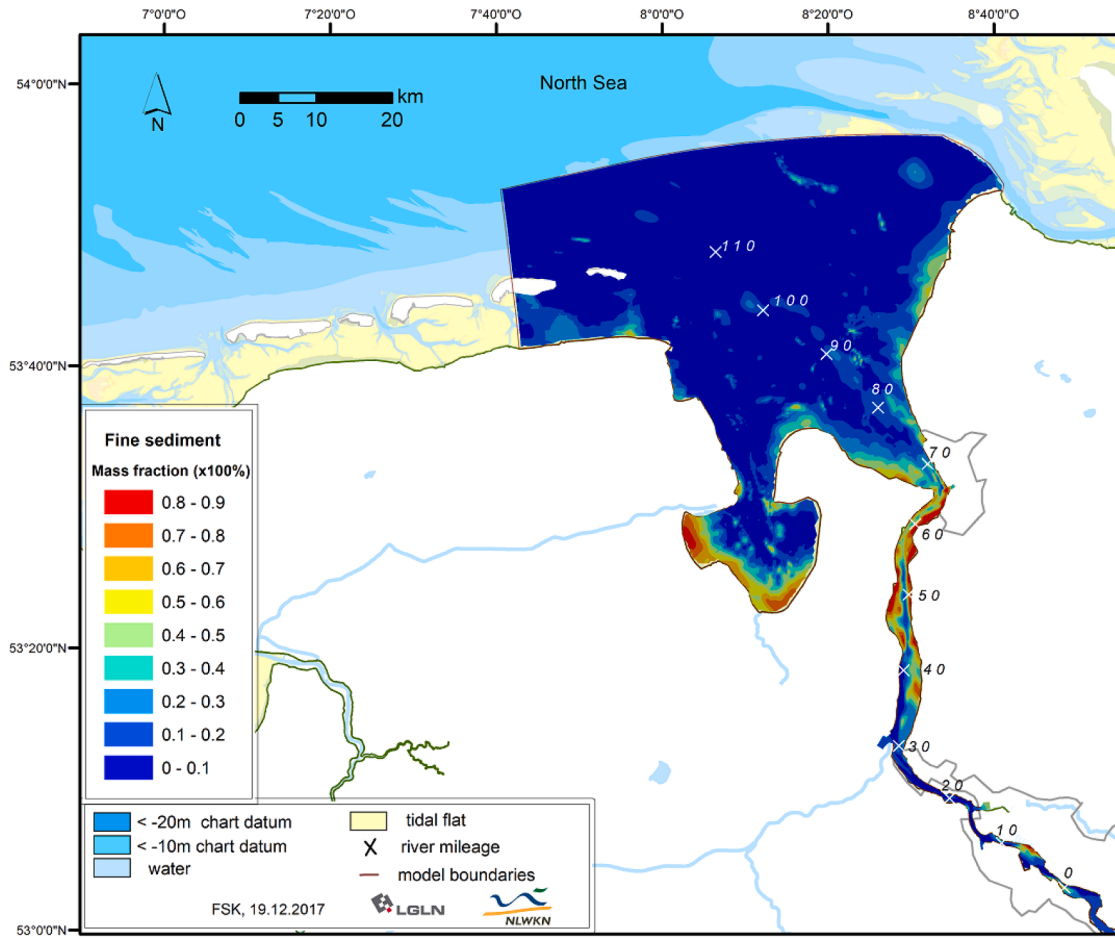 7°0'0"O 7°20'0"O 7°40'0"O 8°0'0"O 8°20'0"O 8°40'0"O
54°0'0"N
53°40'0"N
53°20'0"N
53°0'0"N
North Sea
N
km
0 5 10 20
110
100
90
80
70
60
50
40
30
20
10
0
Fine sediment
Mass fraction (x100%)
0.8 - 0.9
0.7 - 0.8
0.6 - 0.7
0.5 - 0.6
0.4 - 0.5
0.3 - 0.4
0.2 - 0.3
0.1 - 0.2
0 - 0.1
< -20m chart datum
< -10m chart datum
water
tidal flat
river mileage
model boundaries
FSK, 19.12.2017
LGLN
NLWKN